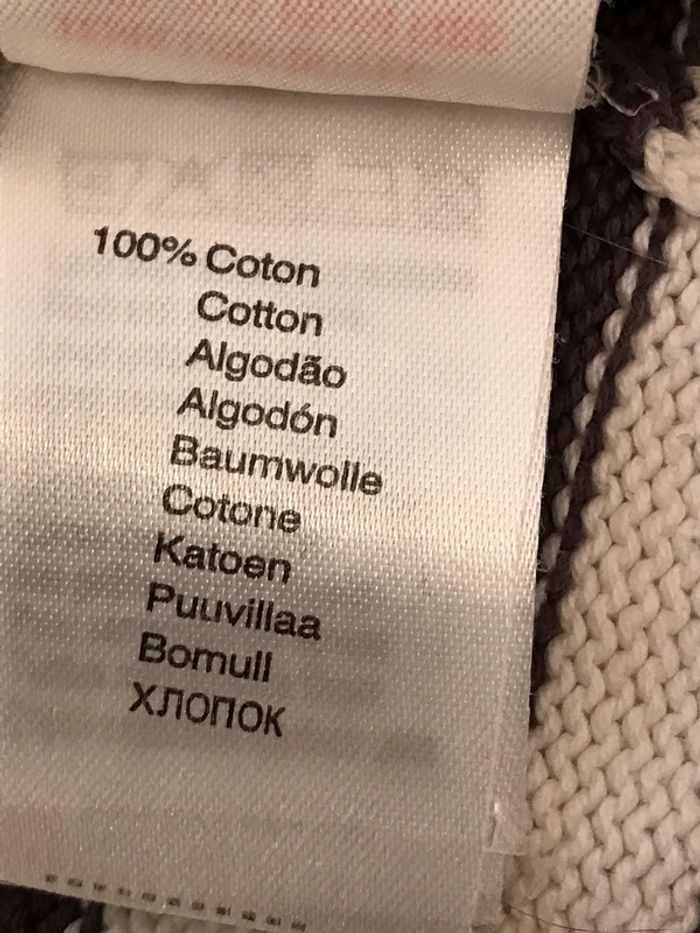 100% Coton
Cotton
Algodão
Algodón
Baumwolle
Cotone
Katoen
Puuvillaa
Bomull
ХЛОПОК